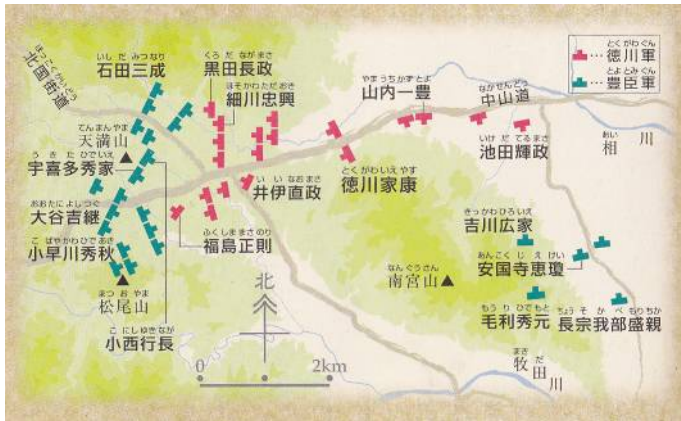 ほっこくかいどう
北国街道
いしだみつなり
石田三成
くろだながまさ
黒田長政
ほそかわただおき
細川忠興
やまうちかずとよ
山内一豊
なかせんどう
中山道
とくがわぐん
…徳川軍
とよとみぐん
…豊臣軍
てんまんやま
天満山
うきたひでいえ
宇喜多秀家
いけだてるまさ
池田輝政
あい
相川
いいなおまさ
井伊直政
とくがわいえやす
徳川家康
おおたによしつぐ
大谷吉継
ふくしままさのり
福島正則
きっかわひろいえ
吉川広家
こばやかわひであき
小早川秀秋
あんこくじえけい
安国寺恵瓊
なんぐうさん
南宮山
北
まつおやま
松尾山
もうりひでもと
毛利秀元
ちょうそかべもりちか
長宗我部盛親
こにしゆきなが
小西行長
0 2km
まきだ
牧田川